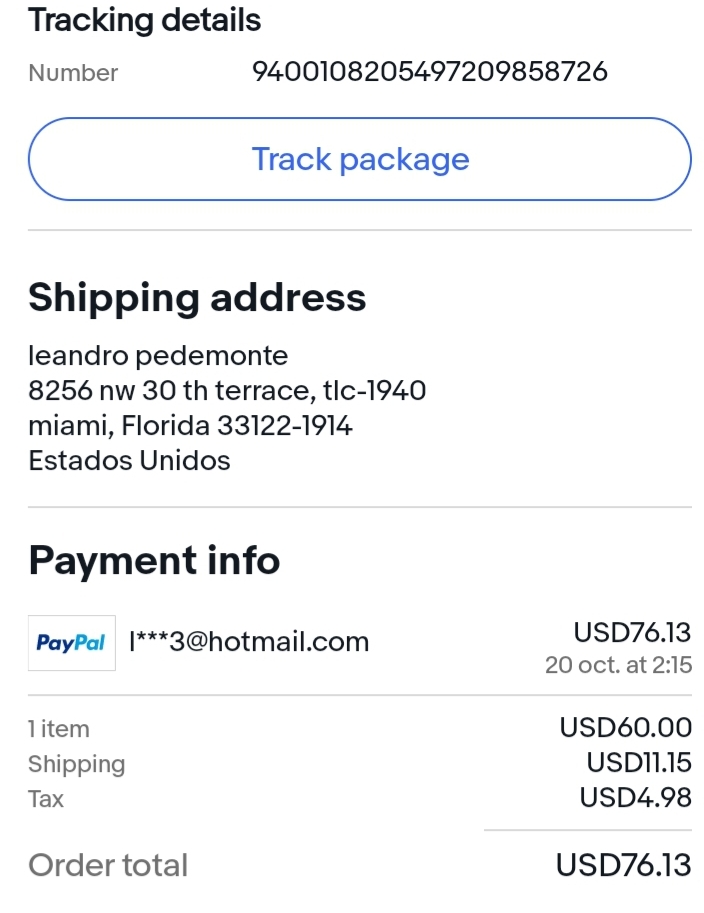 Tracking details
Number 9400108205497209858726
Track package
Shipping address
leandro pedemonte
8256 nw 30 th terrace, tlc-1940
miami, Florida 33122-1914
Estados Unidos
Payment info
PayPal l***3@hotmail.com USD76.13
20 oct. at 2:15
1 item USD60.00
Shipping USD11.15
Tax USD4.98
Order total USD76.13